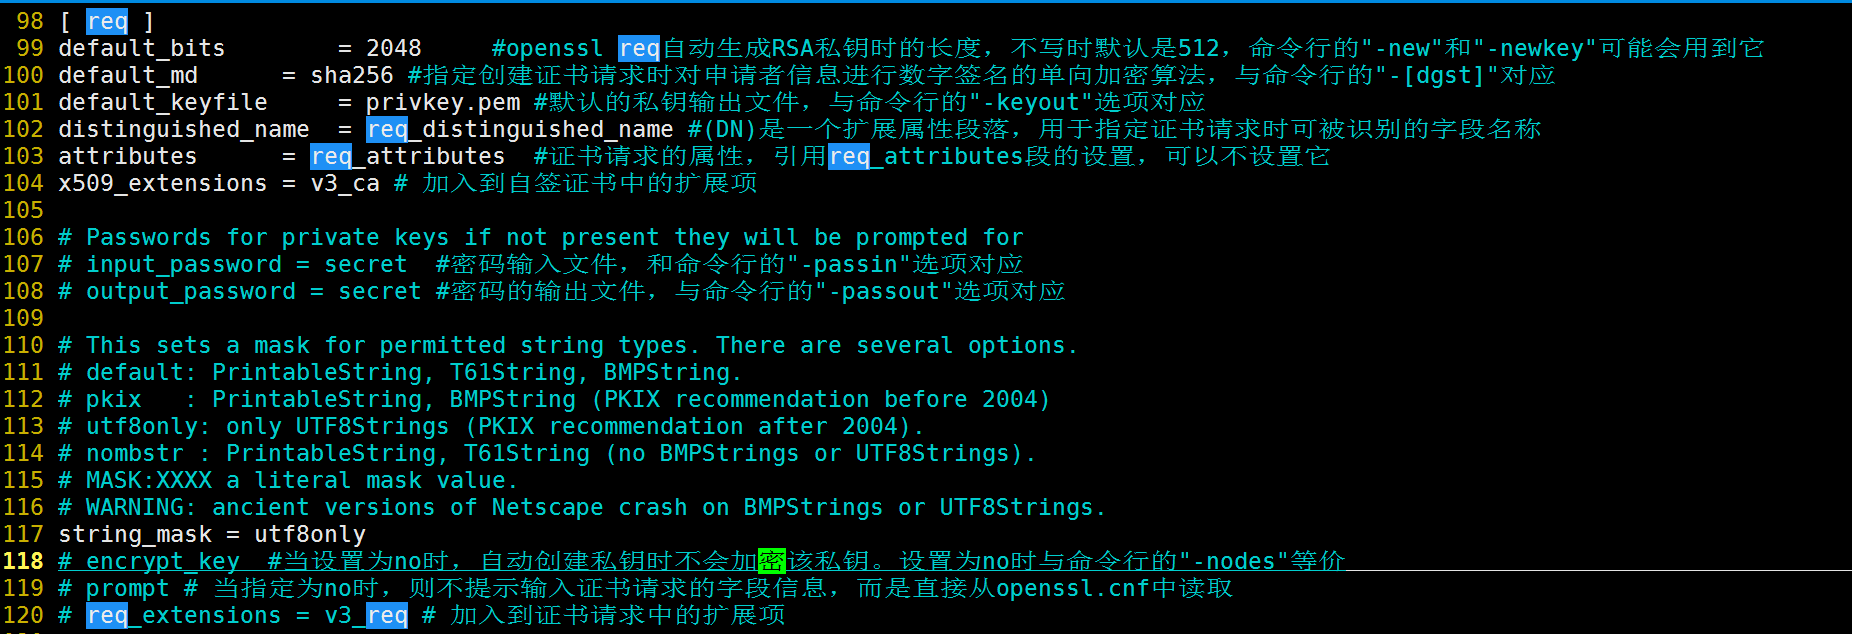 98 [ req ]
99 default_bits        = 2048     #openssl req自动生成RSA私钥时的长度，不写时默认是512，命令行的"-new"和"-newkey"可能会用到它
100 default_md      = sha256 #指定创建证书请求时对申请者信息进行数字签名的单向加密算法，与命令行的"-[dgst]"对应
101 default_keyfile     = privkey.pem #默认的私钥输出文件，与命令行的"-keyout"选项对应
102 distinguished_name  = req_distinguished_name #(DN)是一个扩展属性段落，用于指定证书请求时可被识别的字段名称
103 attributes      = req_attributes  #证书请求的属性，引用req_attributes段的设置，可以不设置它
104 x509_extensions = v3_ca # 加入到自签证书中的扩展项
105
106 # Passwords for private keys if not present they will be prompted for
107 # input_password = secret  #密码输入文件，和命令行的"-passin"选项对应
108 # output_password = secret #密码的输出文件，与命令行的"-passout"选项对应
109
110 # This sets a mask for permitted string types. There are several options.
111 # default: PrintableString, T61String, BMPString.
112 # pkix   : PrintableString, BMPString (PKIX recommendation before 2004)
113 # utf8only: only UTF8Strings (PKIX recommendation after 2004).
114 # nombstr : PrintableString, T61String (no BMPStrings or UTF8Strings).
115 # MASK:XXXX a literal mask value.
116 # WARNING: ancient versions of Netscape crash on BMPStrings or UTF8Strings.
117 string_mask = utf8only
118 # encrypt_key  #当设置为no时，自动创建私钥时不会加密该私钥。设置为no时与命令行的"-nodes"等价
119 # prompt # 当指定为no时，则不提示输入证书请求的字段信息，而是直接从openssl.cnf中读取
120 # req_extensions = v3_req # 加入到证书请求中的扩展项